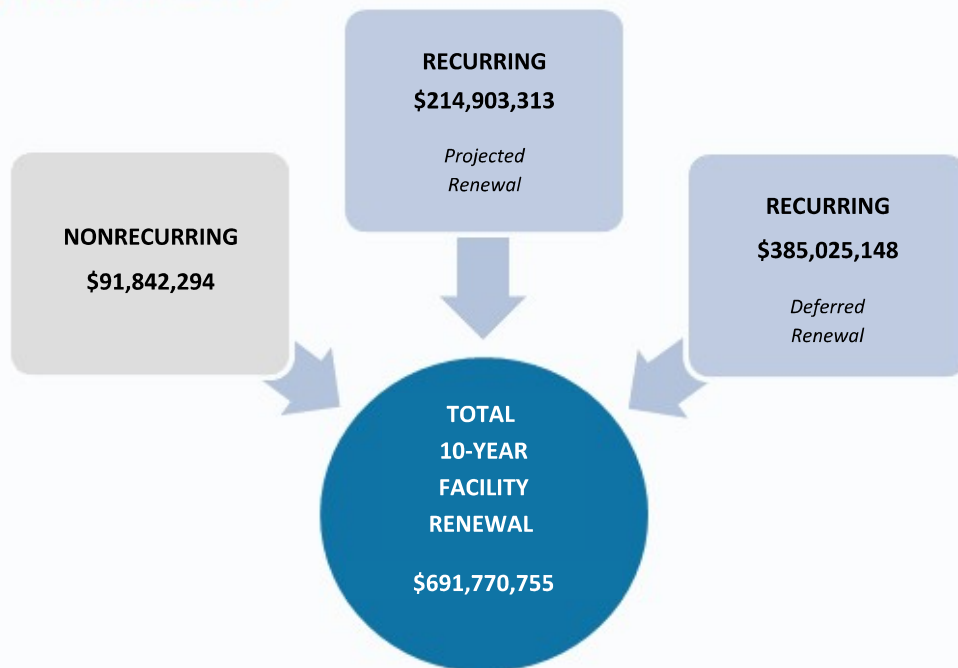 RECURRING
$214,903,313
Projected
Renewal
NONRECURRING
$91,842,294
RECURRING
$385,025,148
Deferred
Renewal
TOTAL
10-YEAR
FACILITY
RENEWAL
$691,770,755